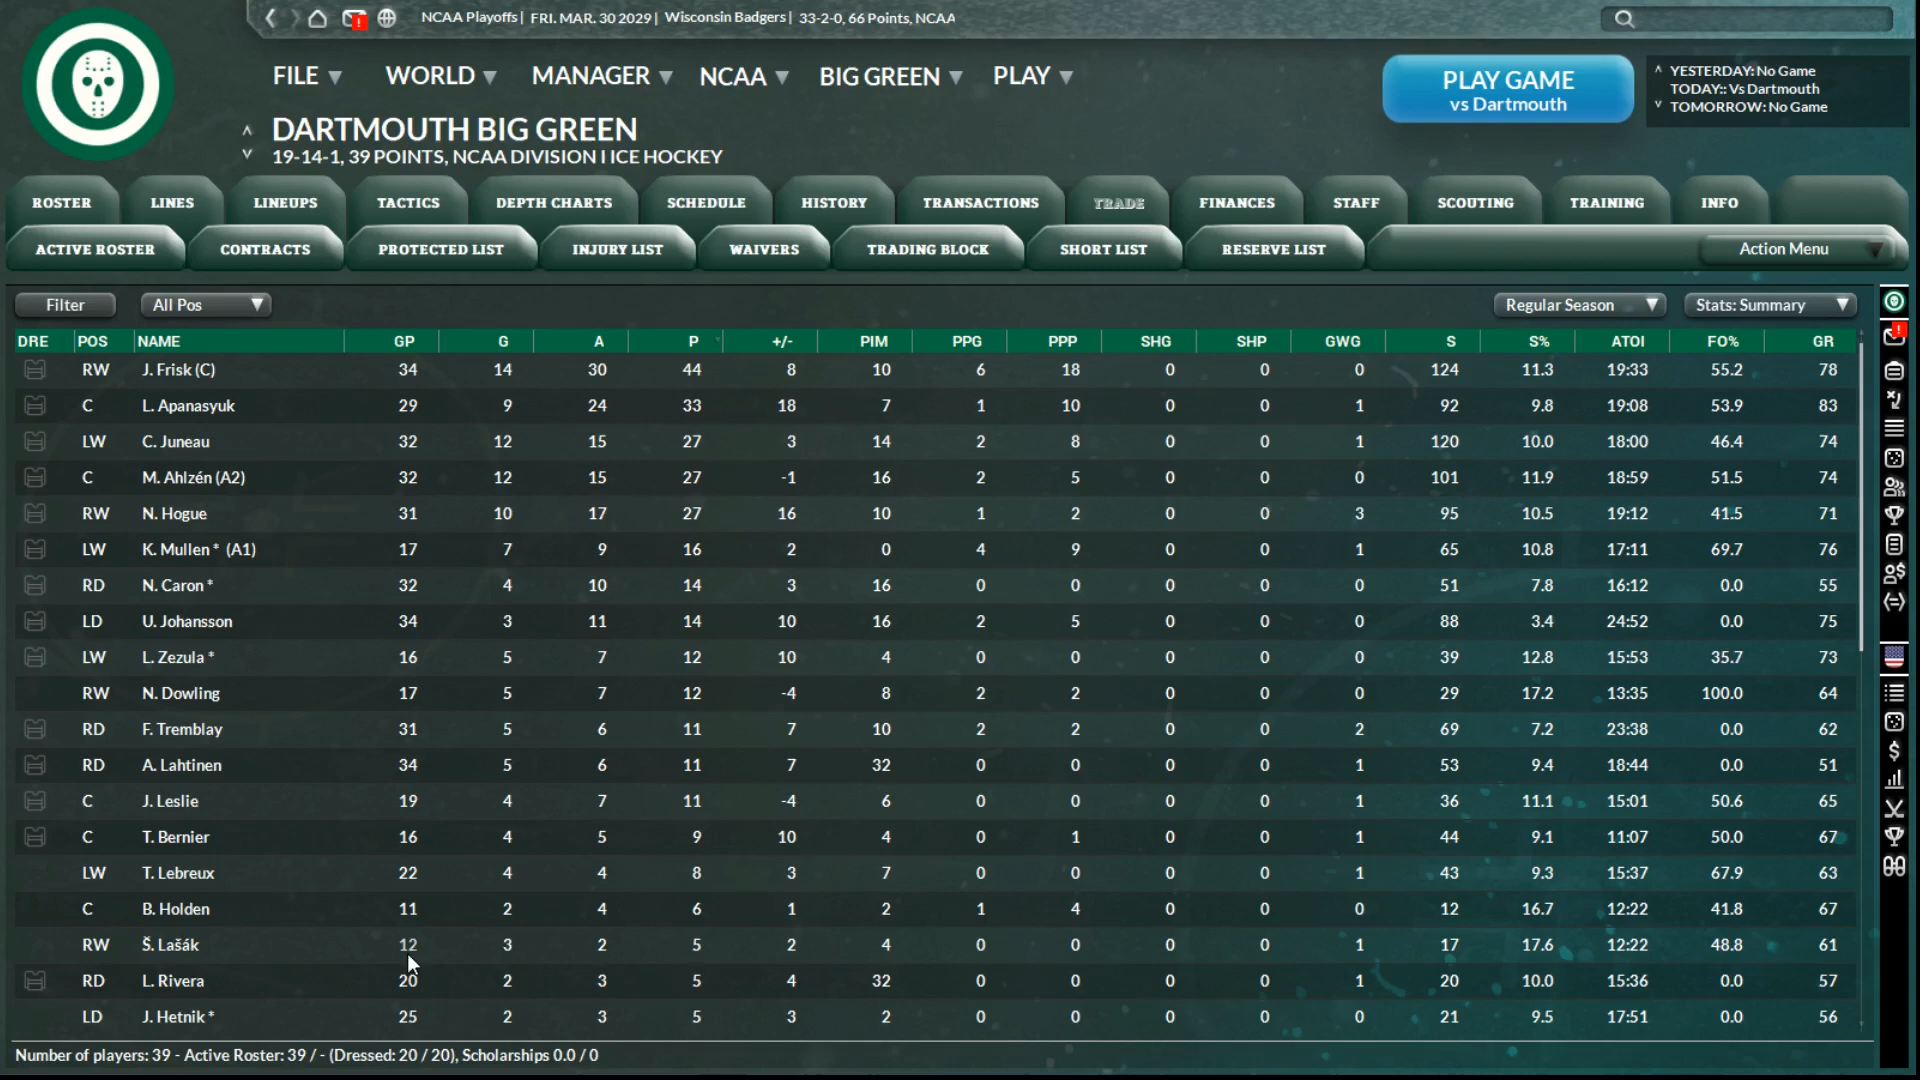 NCAA Playoffs | FRI. MAR. 30 2029 | Wisconsin Badgers | 33-2-0, 66 Points, NCAA
FILE WORLD MANAGER NCAA BIG GREEN PLAY
PLAY GAME
vs Dartmouth
YESTERDAY: No Game
TODAY:: Vs Dartmouth
TOMORROW: No Game
DARTMOUTH BIG GREEN
19-14-1, 39 POINTS, NCAA DIVISION I ICE HOCKEY
ROSTER LINES LINEUPS TACTICS DEPTH CHARTS SCHEDULE HISTORY TRANSACTIONS TRADE FINANCES STAFF SCOUTING TRAINING INFO
ACTIVE ROSTER CONTRACTS PROTECTED LIST INJURY LIST WAIVERS TRADING BLOCK SHORT LIST RESERVE LIST Action Menu
Filter All Pos Regular Season Stats: Summary
DRE POS NAME GP G A P +/- PIM PPG PPP SHG SHP GWG S S% ATOI FO% GR
RW J. Frisk (C) 34 14 30 44 8 10 6 18 0 0 0 124 11.3 19:33 55.2 78
C L. Apanasyuk 29 9 24 33 18 7 1 10 0 0 1 92 9.8 19:08 53.9 83
LW C. Juneau 32 12 15 27 3 14 2 8 0 0 1 120 10.0 18:00 46.4 74
C M. Ahlzén (A2) 32 12 15 27 -1 16 2 5 0 0 0 101 11.9 18:59 51.5 74
RW N. Hogue 31 10 17 27 16 10 1 2 0 0 3 95 10.5 19:12 41.5 71
LW K. Mullen * (A1) 17 7 9 16 2 0 4 9 0 0 1 65 10.8 17:11 69.7 76
RD N. Caron * 32 4 10 14 3 16 0 0 0 0 0 51 7.8 16:12 0.0 55
LD U. Johansson 34 3 11 14 10 16 2 5 0 0 0 88 3.4 24:52 0.0 75
LW L. Zezula * 16 5 7 12 10 4 0 0 0 0 0 39 12.8 15:53 35.7 73
RW N. Dowling 17 5 7 12 -4 8 2 2 0 0 0 29 17.2 13:35 100.0 64
RD F. Tremblay 31 5 6 11 7 10 2 2 0 0 2 69 7.2 23:38 0.0 62
RD A. Lahtinen 34 5 6 11 7 32 0 0 0 0 1 53 9.4 18:44 0.0 51
C J. Leslie 19 4 7 11 -4 6 0 0 0 0 1 36 11.1 15:01 50.6 65
C T. Bernier 16 4 5 9 10 4 0 1 0 0 1 44 9.1 11:07 50.0 67
LW T. Lebreux 22 4 4 8 3 7 0 0 0 0 1 43 9.3 15:37 67.9 63
C B. Holden 11 2 4 6 1 2 1 4 0 0 0 12 16.7 12:22 41.8 67
RW Š. Lašák 12 3 2 5 2 4 0 0 0 0 1 17 17.6 12:22 48.8 61
RD L. Rivera 20 2 3 5 4 32 0 0 0 0 1 20 10.0 15:36 0.0 57
LD J. Hetnik * 25 2 3 5 3 2 0 0 0 0 0 21 9.5 17:51 0.0 56
Number of players: 39 - Active Roster: 39 / - (Dressed: 20 / 20), Scholarships 0.0 / 0